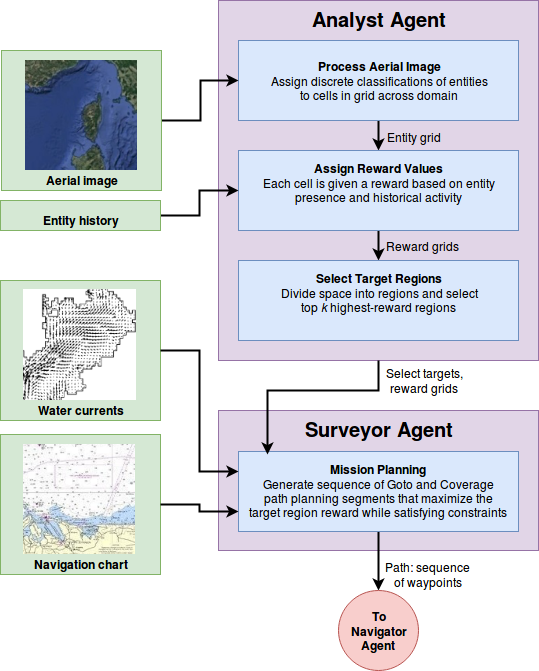 Analyst Agent
Process Aerial Image
Assign discrete classifications of entities
to cells in grid across domain
Aerial image
Entity grid
Assign Reward Values
Each cell is given a reward based on entity
presence and historical activity
Entity history
Reward grids
Select Target Regions
Divide space into regions and select
top k highest-reward regions
Water currents
Select targets,
reward grids
Surveyor Agent
Mission Planning
Generate sequence of Goto and Coverage
path planning segments that maximize the
target region reward while satisfying constraints
Navigation chart
Path: sequence
of waypoints
To
Navigator
Agent